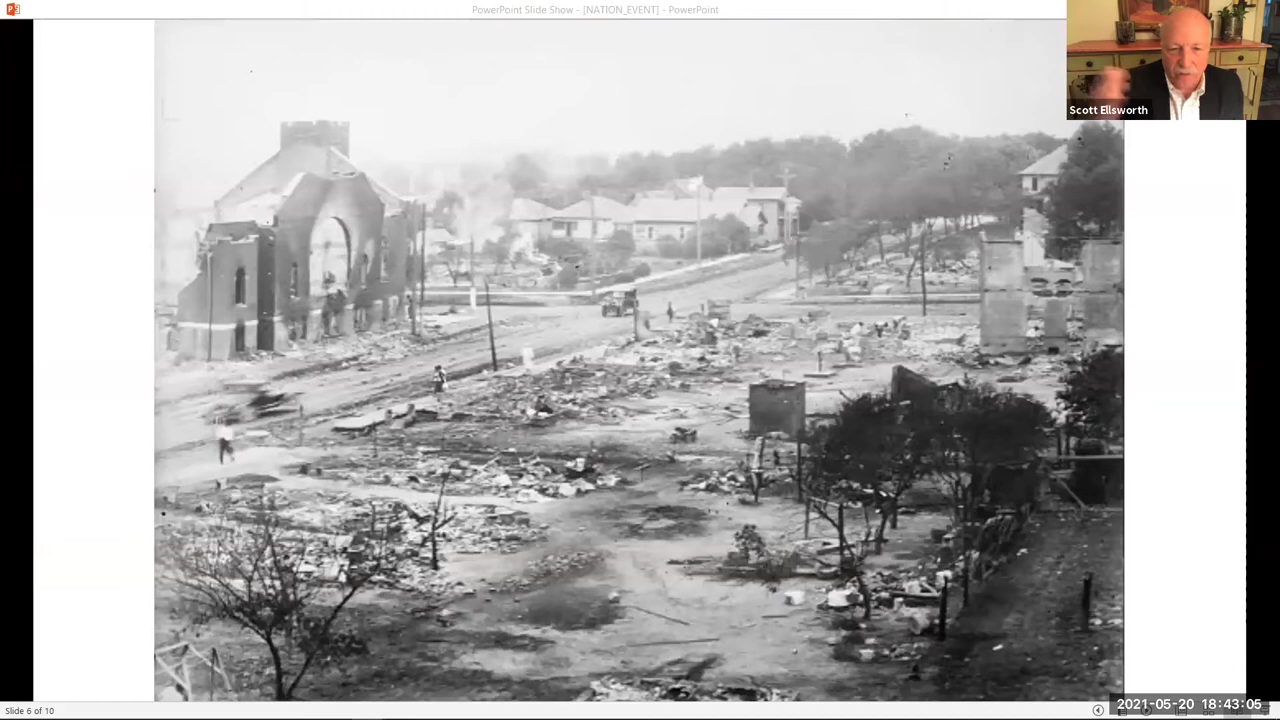 PowerPoint Slide Show - [NATION_EVENT] - PowerPoint
Scott Ellsworth
Slide 6 of 10
2021-05-20 18:43:05